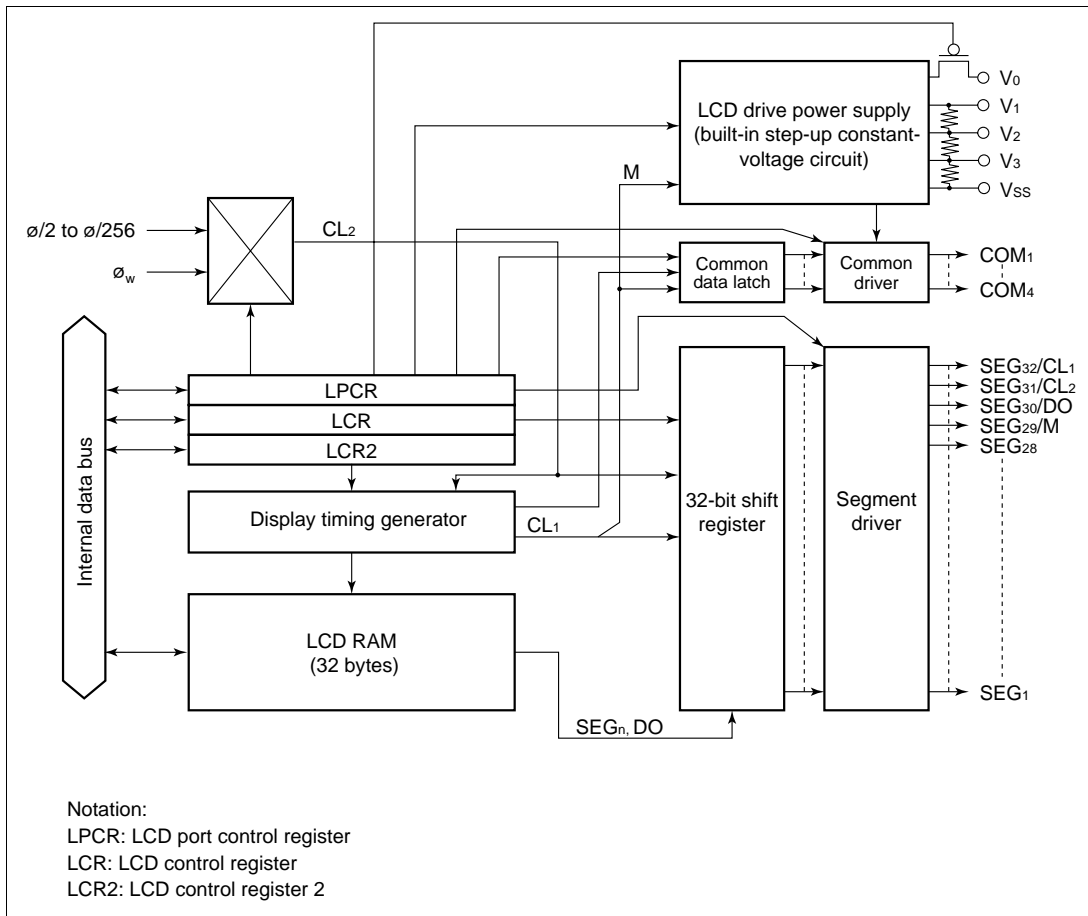 LCD drive power supply
(built-in step-up constant-
voltage circuit)
V0
V1
V2
V3
VSS
M
ø/2 to ø/256
øw
CL2
Common
data latch
Common
driver
COM1
COM4
Internal data bus
LPCR
LCR
LCR2
Display timing generator
CL1
LCD RAM
(32 bytes)
SEGn, DO
32-bit shift
register
Segment
driver
SEG32/CL1
SEG31/CL2
SEG30/DO
SEG29/M
SEG28
SEG1
Notation:
LPCR: LCD port control register
LCR: LCD control register
LCR2: LCD control register 2